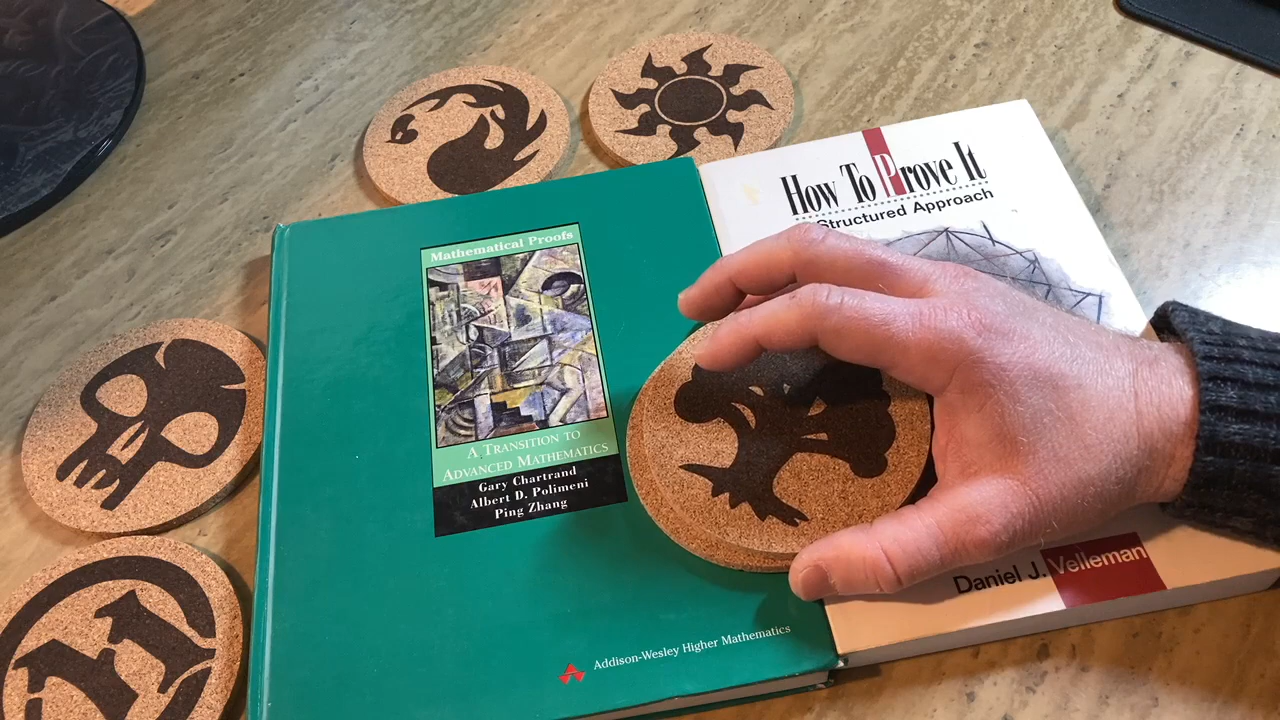 Mathematical Proofs
A TRANSITION TO
ADVANCED MATHEMATICS
Gary Chartrand
Albert D. Polimeni
Ping Zhang
Addison-Wesley Higher Mathematics
How To Prove It
Structured Approach
Daniel J. Velleman